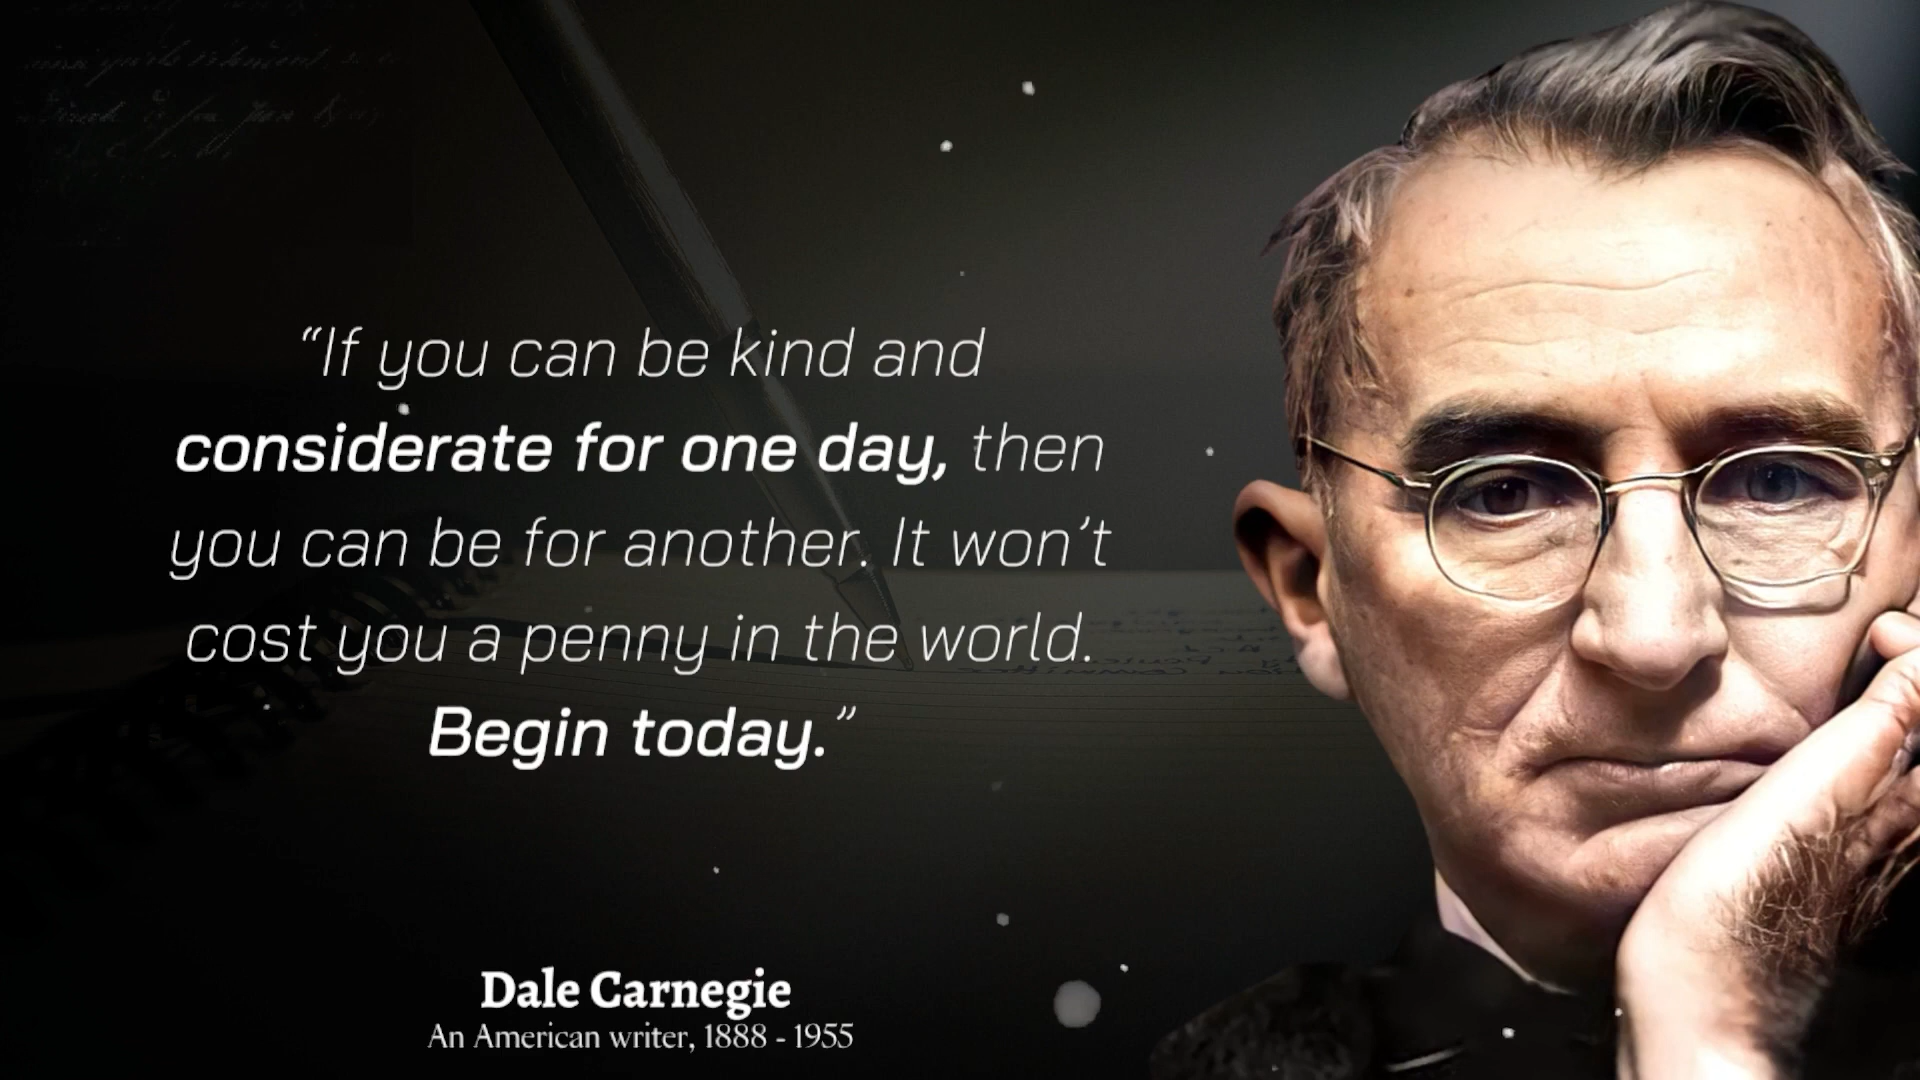 “If you can be kind and
considerate for one day, then
you can be for another. It won’t
cost you a penny in the world.
Begin today.”
Dale Carnegie
An American writer, 1888 - 1955